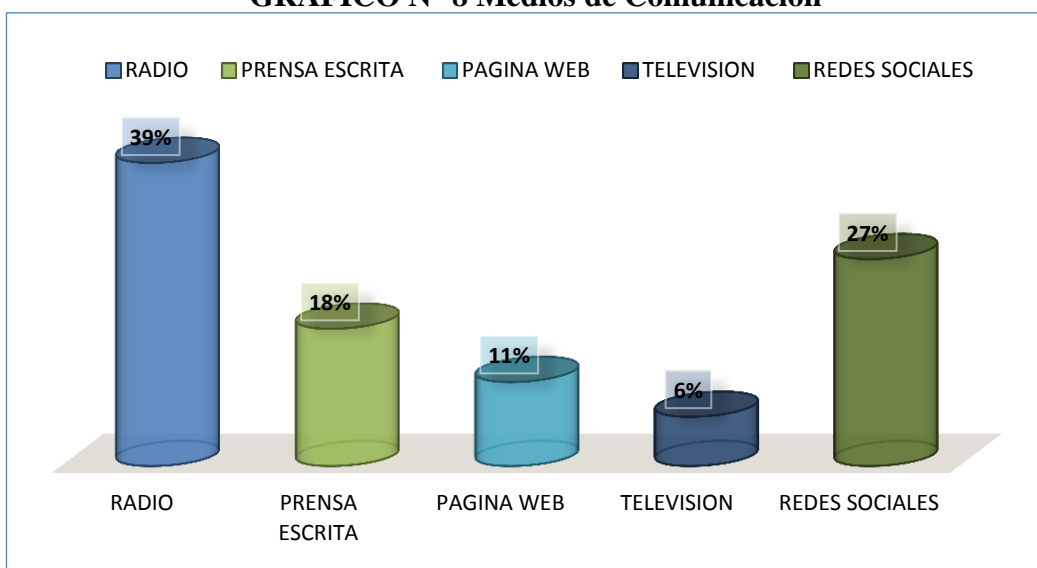 GRAFICO N° 8 Medios de Comunicación
RADIO PRENSA ESCRITA PAGINA WEB TELEVISION REDES SOCIALES
39%
18%
11%
6%
27%
RADIO
PRENSA
ESCRITA
PAGINA WEB
TELEVISION
REDES SOCIALES